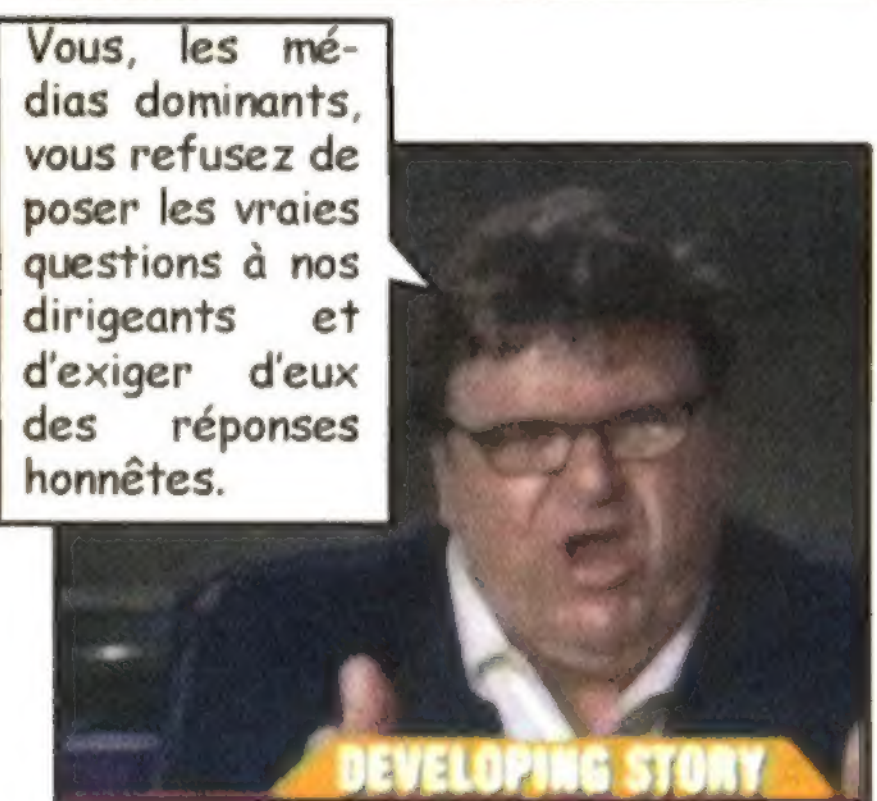 Vous, les mé-
dias dominants,
vous refusez de
poser les vraies
questions à nos
dirigeants et
d'exiger d'eux
des réponses
honnêtes.
DEVELOPING STORY